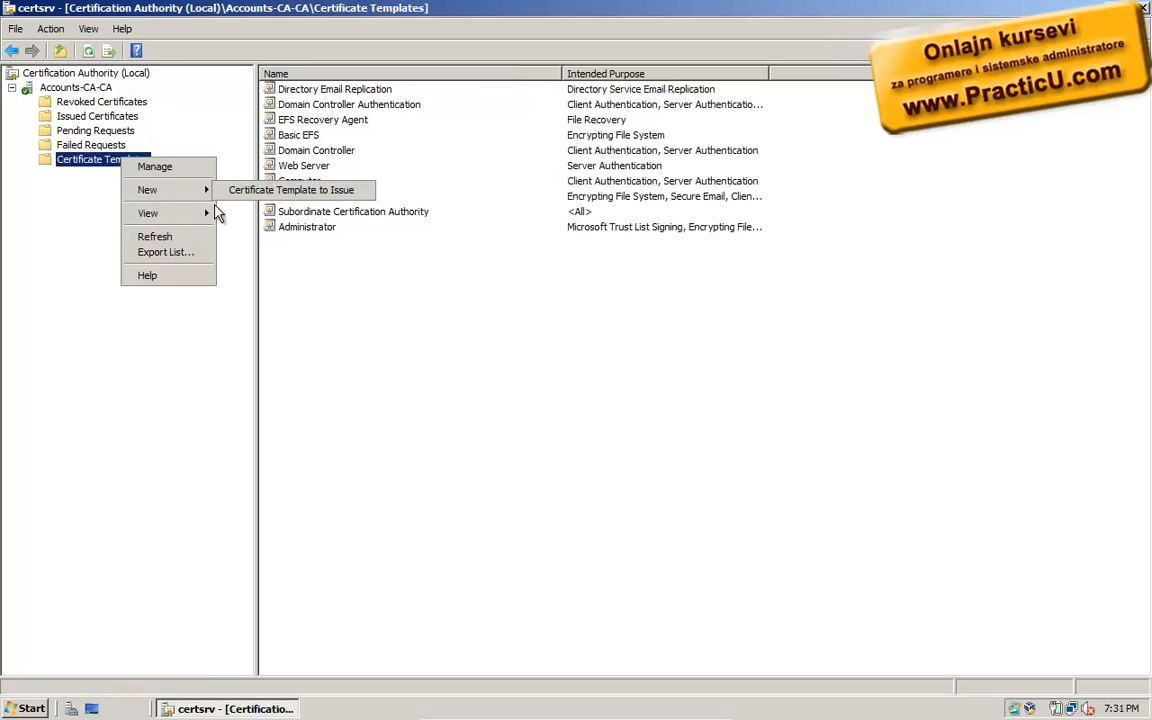 certsrv - [Certification Authority (Local)\Accounts-CA-CA\Certificate Templates]
File Action View Help
Onlajn kursevi
za programere i sistemske administratore
www.PracticU.com
Certification Authority (Local)
Accounts-CA-CA
Revoked Certificates
Issued Certificates
Pending Requests
Failed Requests
Certificate
Manage
New
Certificate Template to Issue
View
Refresh
Export List...
Help
Name Intended Purpose
Directory Email Replication Directory Service Email Replication
Domain Controller Authentication Client Authentication, Server Authenticatio...
EFS Recovery Agent File Recovery
Basic EFS Encrypting File System
Domain Controller Client Authentication, Server Authentication
Web Server Server Authentication
Client Authentication, Server Authentication
Encrypting File System, Secure Email, Clien...
Subordinate Certification Authority <All>
Administrator Microsoft Trust List Signing, Encrypting File...
Start
certsrv - [Certificatio...
7:31 PM